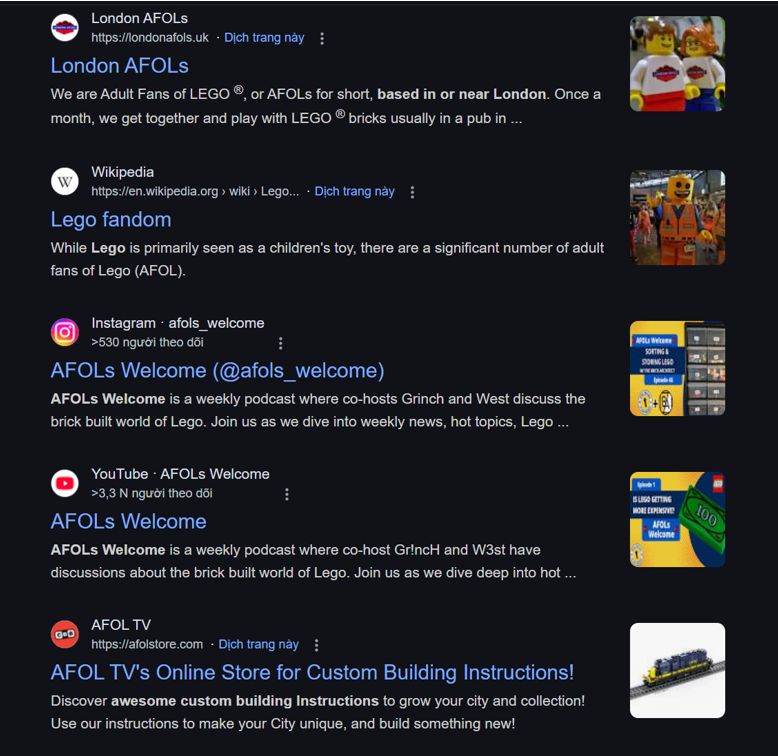 London AFOLs
https://londonafols.uk · Dịch trang này
London AFOLs
We are Adult Fans of LEGO ®, or AFOLs for short, based in or near London. Once a
month, we get together and play with LEGO ® bricks usually in a pub in ...
W
Wikipedia
https://en.wikipedia.org › wiki › Lego... · Dịch trang này
Lego fandom
While Lego is primarily seen as a children's toy, there are a significant number of adult
fans of Lego (AFOL).
Instagram · afols_welcome
>530 người theo dõi
AFOLs Welcome (@afols_welcome)
AFOLs Welcome is a weekly podcast where co-hosts Grinch and West discuss the
brick built world of Lego. Join us as we dive into weekly news, hot topics, Lego ...
AFOLs Welcome
SORTING &
STORING LEGO
W/ THE BRICK ARCHITECT
YouTube · AFOLs Welcome
>3,3 N người theo dõi
AFOLs Welcome
AFOLs Welcome is a weekly podcast where co-host Gr!ncH and W3st have
discussions about the brick built world of Lego. Join us as we dive deep into hot ...
Episode 1
IS LEGO GETTING
MORE EXPENSIVE?
AFOLs
Welcome
100
AFOL TV
https://afolstore.com · Dịch trang này
AFOL TV's Online Store for Custom Building Instructions!
Discover awesome custom building Instructions to grow your city and collection!
Use our instructions to make your City unique, and build something new!